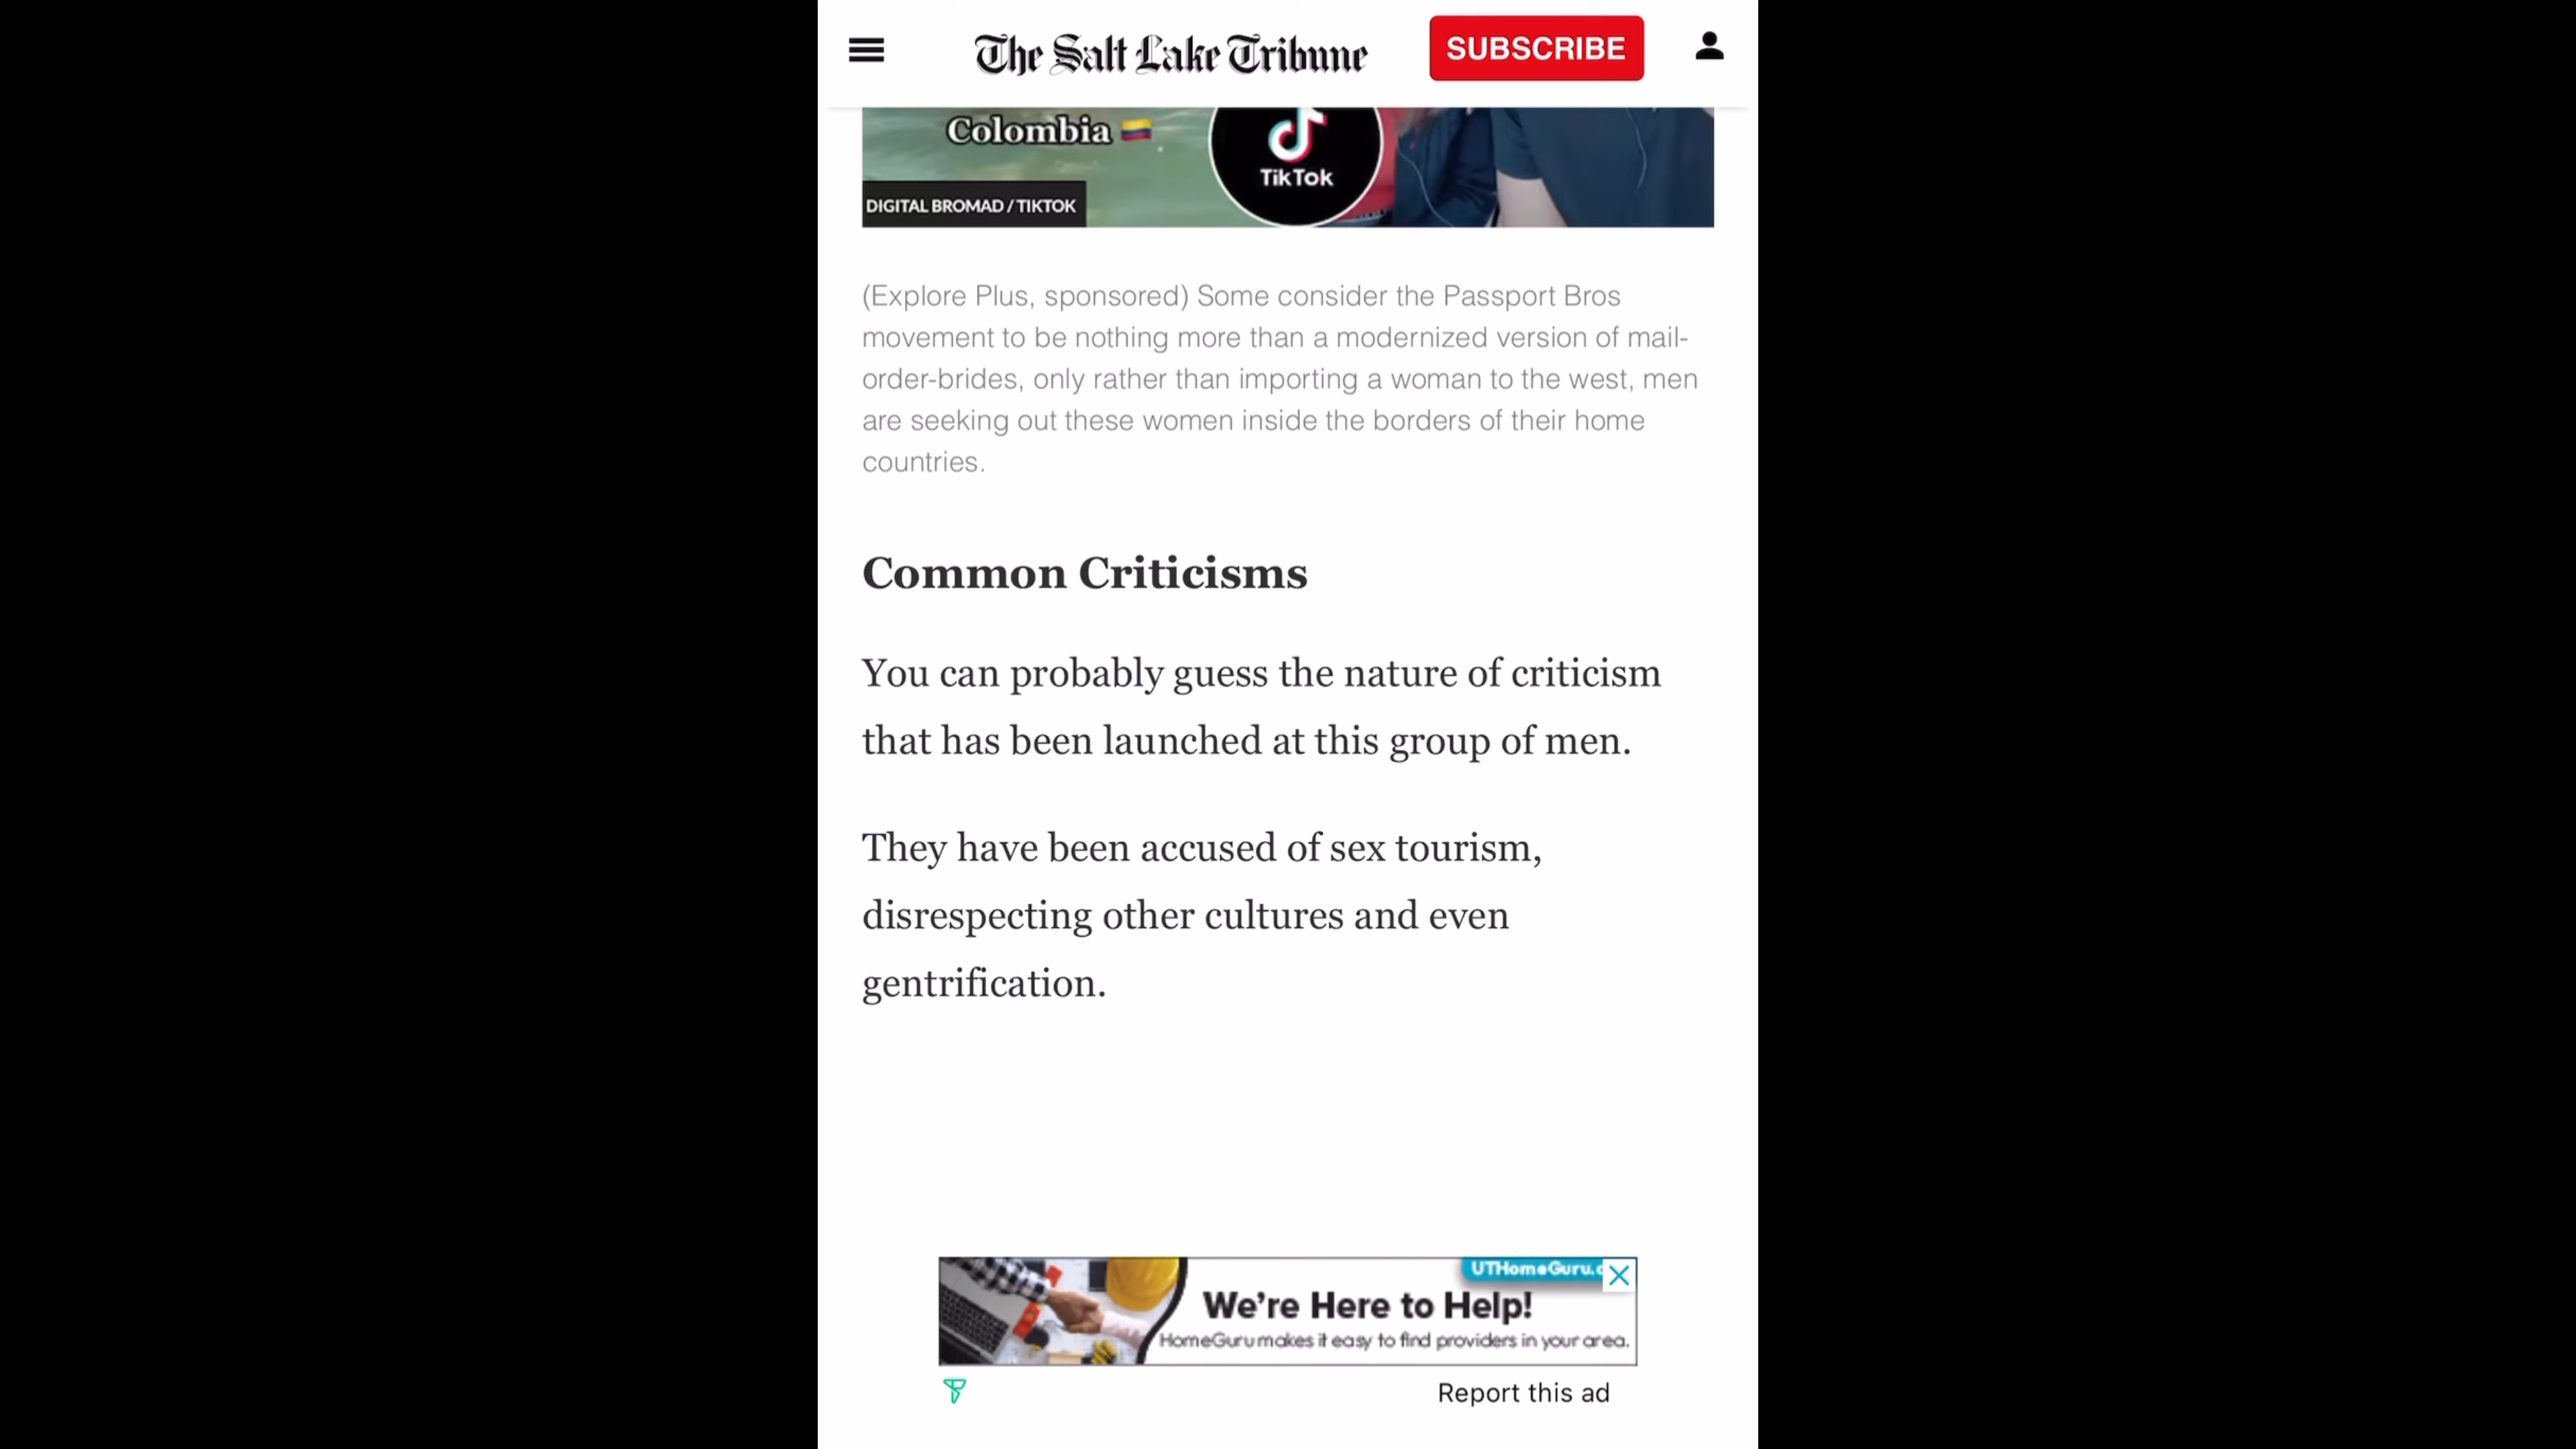 The Salt Lake Tribune
SUBSCRIBE
Colombia
TikTok
DIGITAL BROMAD / TIKTOK
(Explore Plus, sponsored) Some consider the Passport Bros
movement to be nothing more than a modernized version of mail-
order-brides, only rather than importing a woman to the west, men
are seeking out these women inside the borders of their home
countries.
Common Criticisms
You can probably guess the nature of criticism
that has been launched at this group of men.
They have been accused of sex tourism,
disrespecting other cultures and even
gentrification.
UTHomeGuru.
We're Here to Help!
HomeGuru makes it easy to find providers in your area.
Report this ad